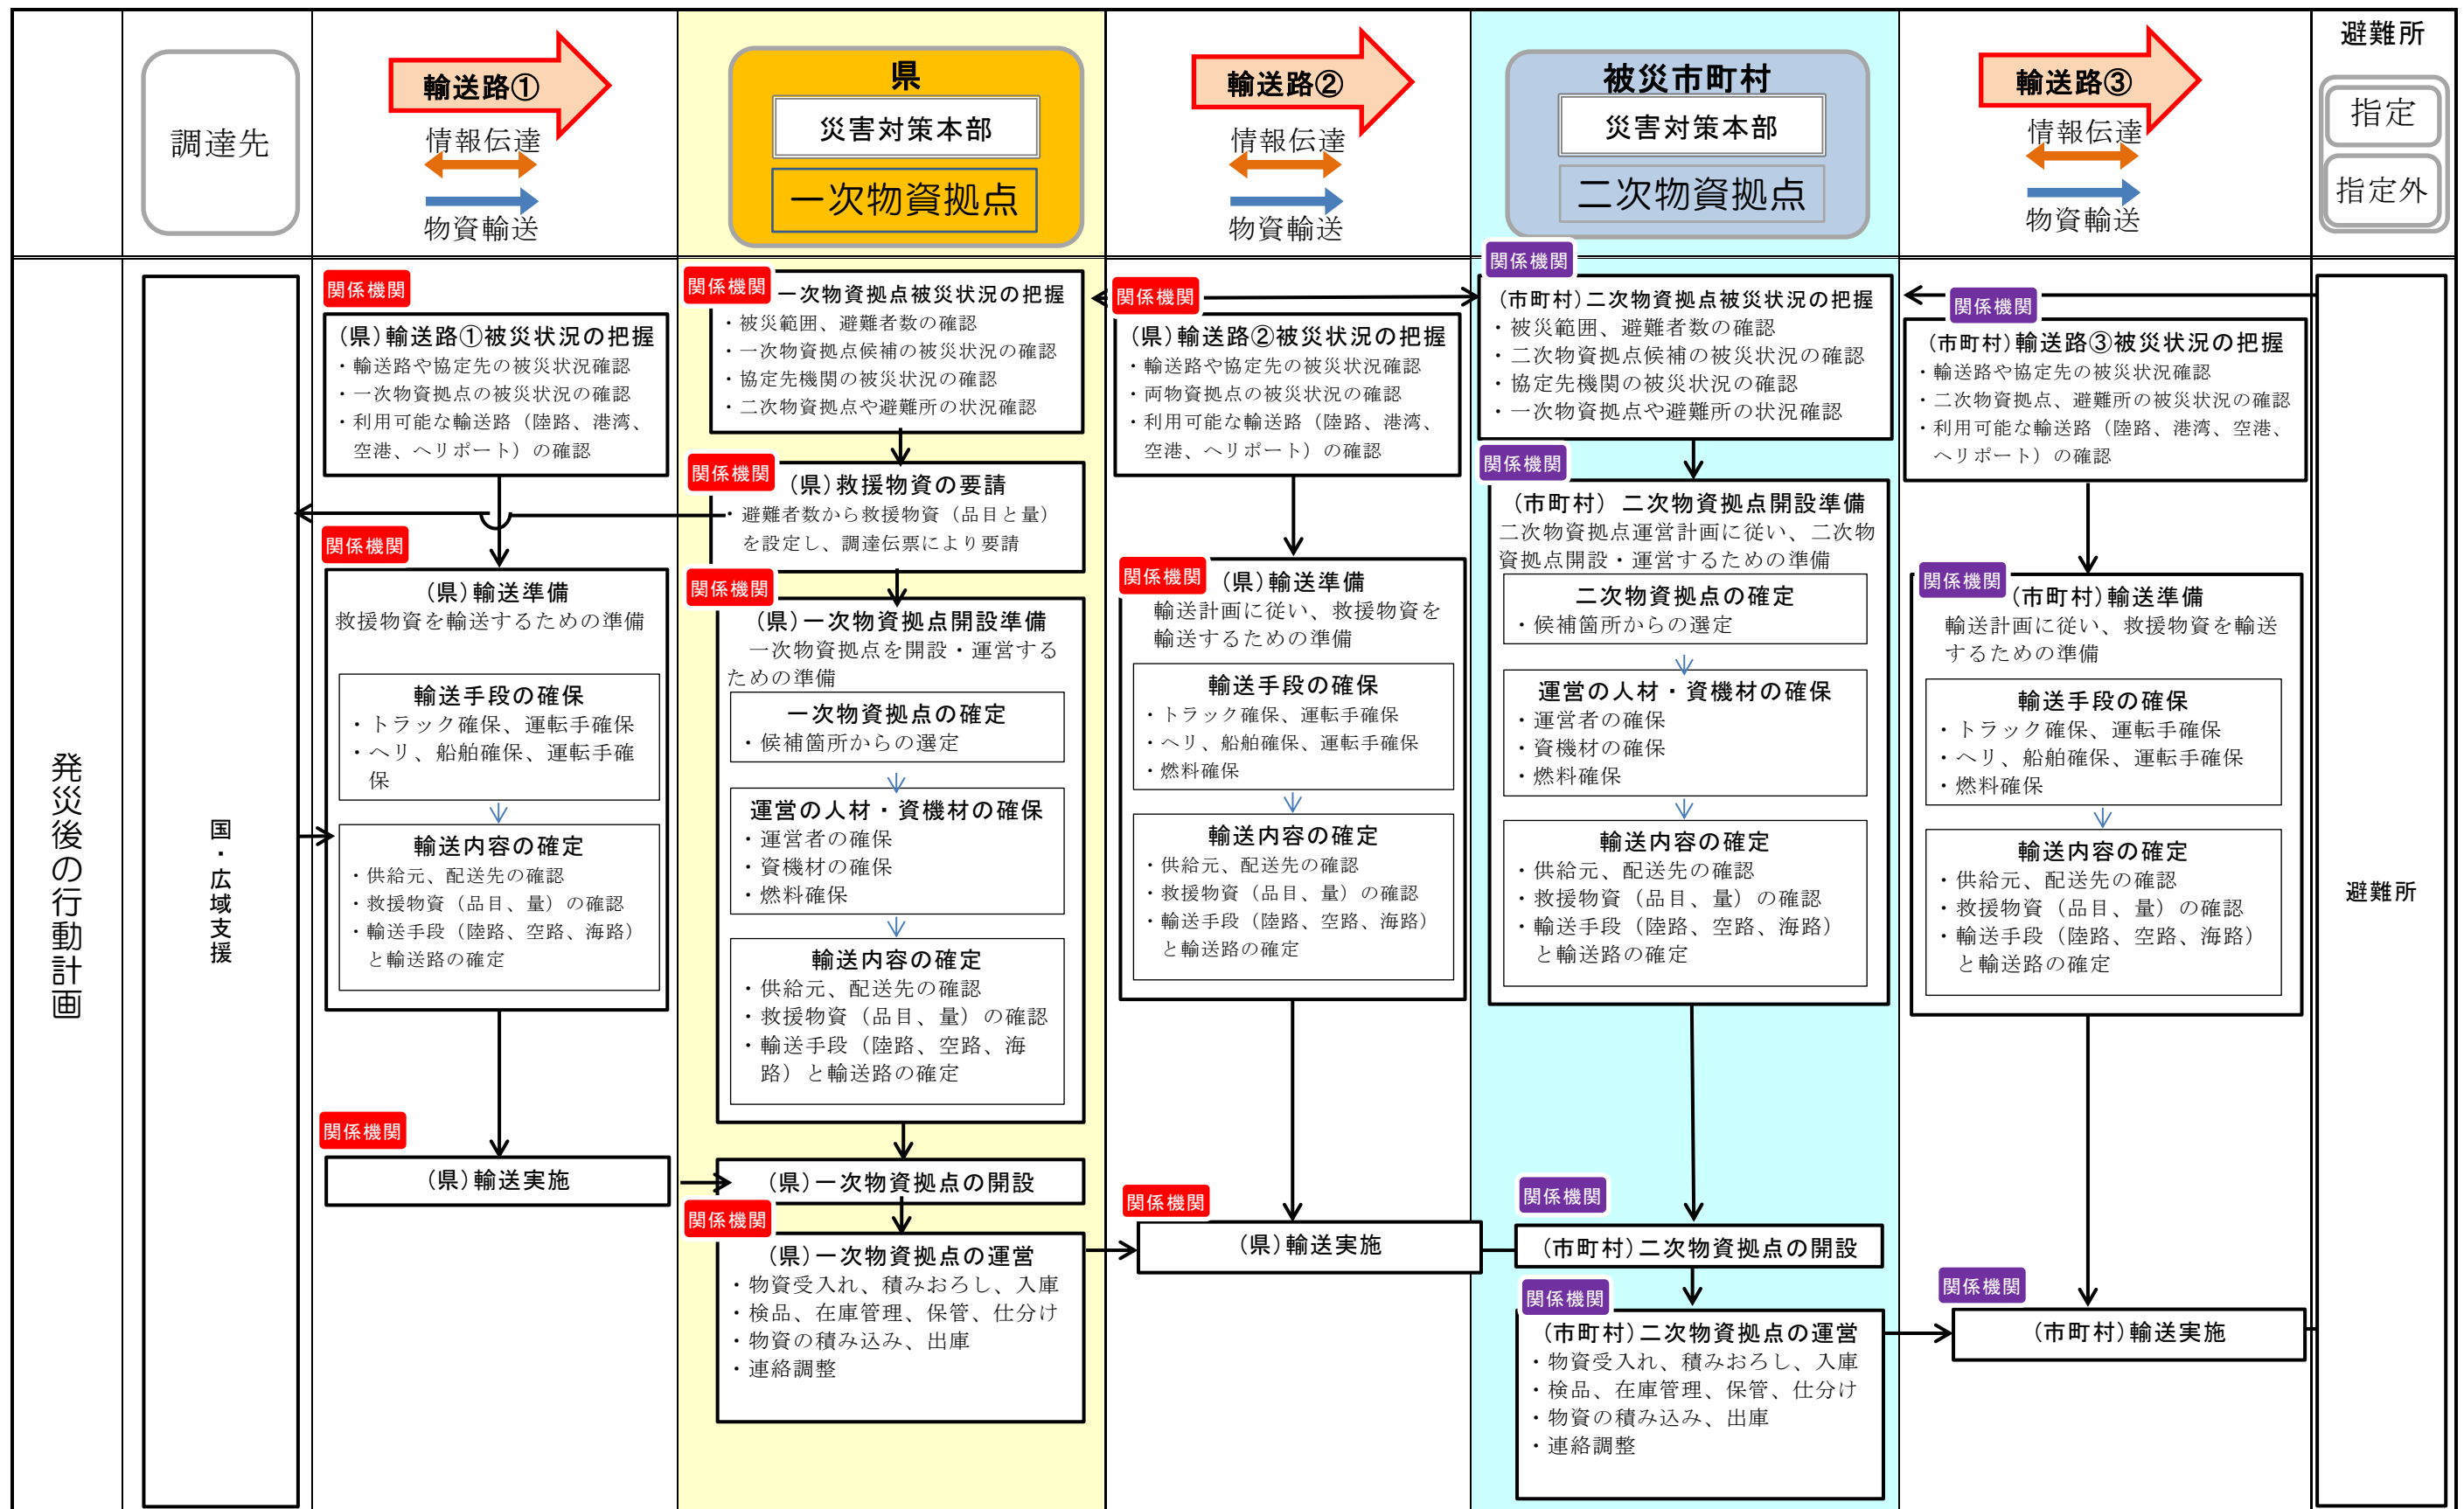 調達先
輸送路①
情報伝達
物資輸送
県
災害対策本部
一次物資拠点
輸送路②
情報伝達
物資輸送
被災市町村
災害対策本部
二次物資拠点
輸送路③
情報伝達
物資輸送
避難所
指定
指定外
発災後の行動計画
国・広域支援
関係機関
(県)輸送路①被災状況の把握
・輸送路や協定先の被災状況確認
・一次物資拠点の被災状況の確認
・利用可能な輸送路（陸路、港湾、
空港、ヘリポート）の確認
関係機関
(県)輸送準備
救援物資を輸送するための準備
輸送手段の確保
・トラック確保、運転手確保
・ヘリ、船舶確保、運転手確
保
輸送内容の確定
・供給元、配送先の確認
・救援物資（品目、量）の確認
・輸送手段（陸路、空路、海路）
と輸送路の確定
関係機関
(県)輸送実施
関係機関
一次物資拠点被災状況の把握
・被災範囲、避難者数の確認
・一次物資拠点候補の被災状況の確認
・協定先機関の被災状況の確認
・二次物資拠点や避難所の状況確認
関係機関
(県)救援物資の要請
・避難者数から救援物資（品目と量）
を設定し、調達伝票により要請
関係機関
(県)一次物資拠点開設準備
一次物資拠点を開設・運営する
ための準備
一次物資拠点の確定
・候補箇所からの選定
運営の人材・資機材の確保
・運営者の確保
・資機材の確保
・燃料確保
輸送内容の確定
・供給元、配送先の確認
・救援物資（品目、量）の確認
・輸送手段（陸路、空路、海
路）と輸送路の確定
(県)一次物資拠点の開設
関係機関
(県)一次物資拠点の運営
・物資受入れ、積みおろし、入庫
・検品、在庫管理、保管、仕分け
・物資の積み込み、出庫
・連絡調整
関係機関
(県)輸送路②被災状況の把握
・輸送路や協定先の被災状況確認
・両物資拠点の被災状況の確認
・利用可能な輸送路（陸路、港湾、
空港、ヘリポート）の確認
関係機関
(県)輸送準備
輸送計画に従い、救援物資を
輸送するための準備
輸送手段の確保
・トラック確保、運転手確保
・ヘリ、船舶確保、運転手確保
・燃料確保
輸送内容の確定
・供給元、配送先の確認
・救援物資（品目、量）の確認
・輸送手段（陸路、空路、海路）
と輸送路の確定
関係機関
(県)輸送実施
関係機関
(市町村)二次物資拠点被災状況の把握
・被災範囲、避難者数の確認
・二次物資拠点候補の被災状況の確認
・協定先機関の被災状況の確認
・一次物資拠点や避難所の状況確認
関係機関
(市町村) 二次物資拠点開設準備
二次物資拠点運営計画に従い、二次物
資拠点開設・運営するための準備
二次物資拠点の確定
・候補箇所からの選定
運営の人材・資機材の確保
・運営者の確保
・資機材の確保
・燃料確保
輸送内容の確定
・供給元、配送先の確認
・救援物資（品目、量）の確認
・輸送手段（陸路、空路、海路）
と輸送路の確定
関係機関
(市町村)二次物資拠点の開設
関係機関
(市町村)二次物資拠点の運営
・物資受入れ、積みおろし、入庫
・検品、在庫管理、保管、仕分け
・物資の積み込み、出庫
・連絡調整
関係機関
(市町村)輸送路③被災状況の把握
・輸送路や協定先の被災状況確認
・二次物資拠点、避難所の被災状況の確認
・利用可能な輸送路（陸路、港湾、空港、
ヘリポート）の確認
関係機関
(市町村)輸送準備
輸送計画に従い、救援物資を輸送
するための準備
輸送手段の確保
・トラック確保、運転手確保
・ヘリ、船舶確保、運転手確保
・燃料確保
輸送内容の確定
・供給元、配送先の確認
・救援物資（品目、量）の確認
・輸送手段（陸路、空路、海路）
と輸送路の確定
関係機関
(市町村)輸送実施
避難所